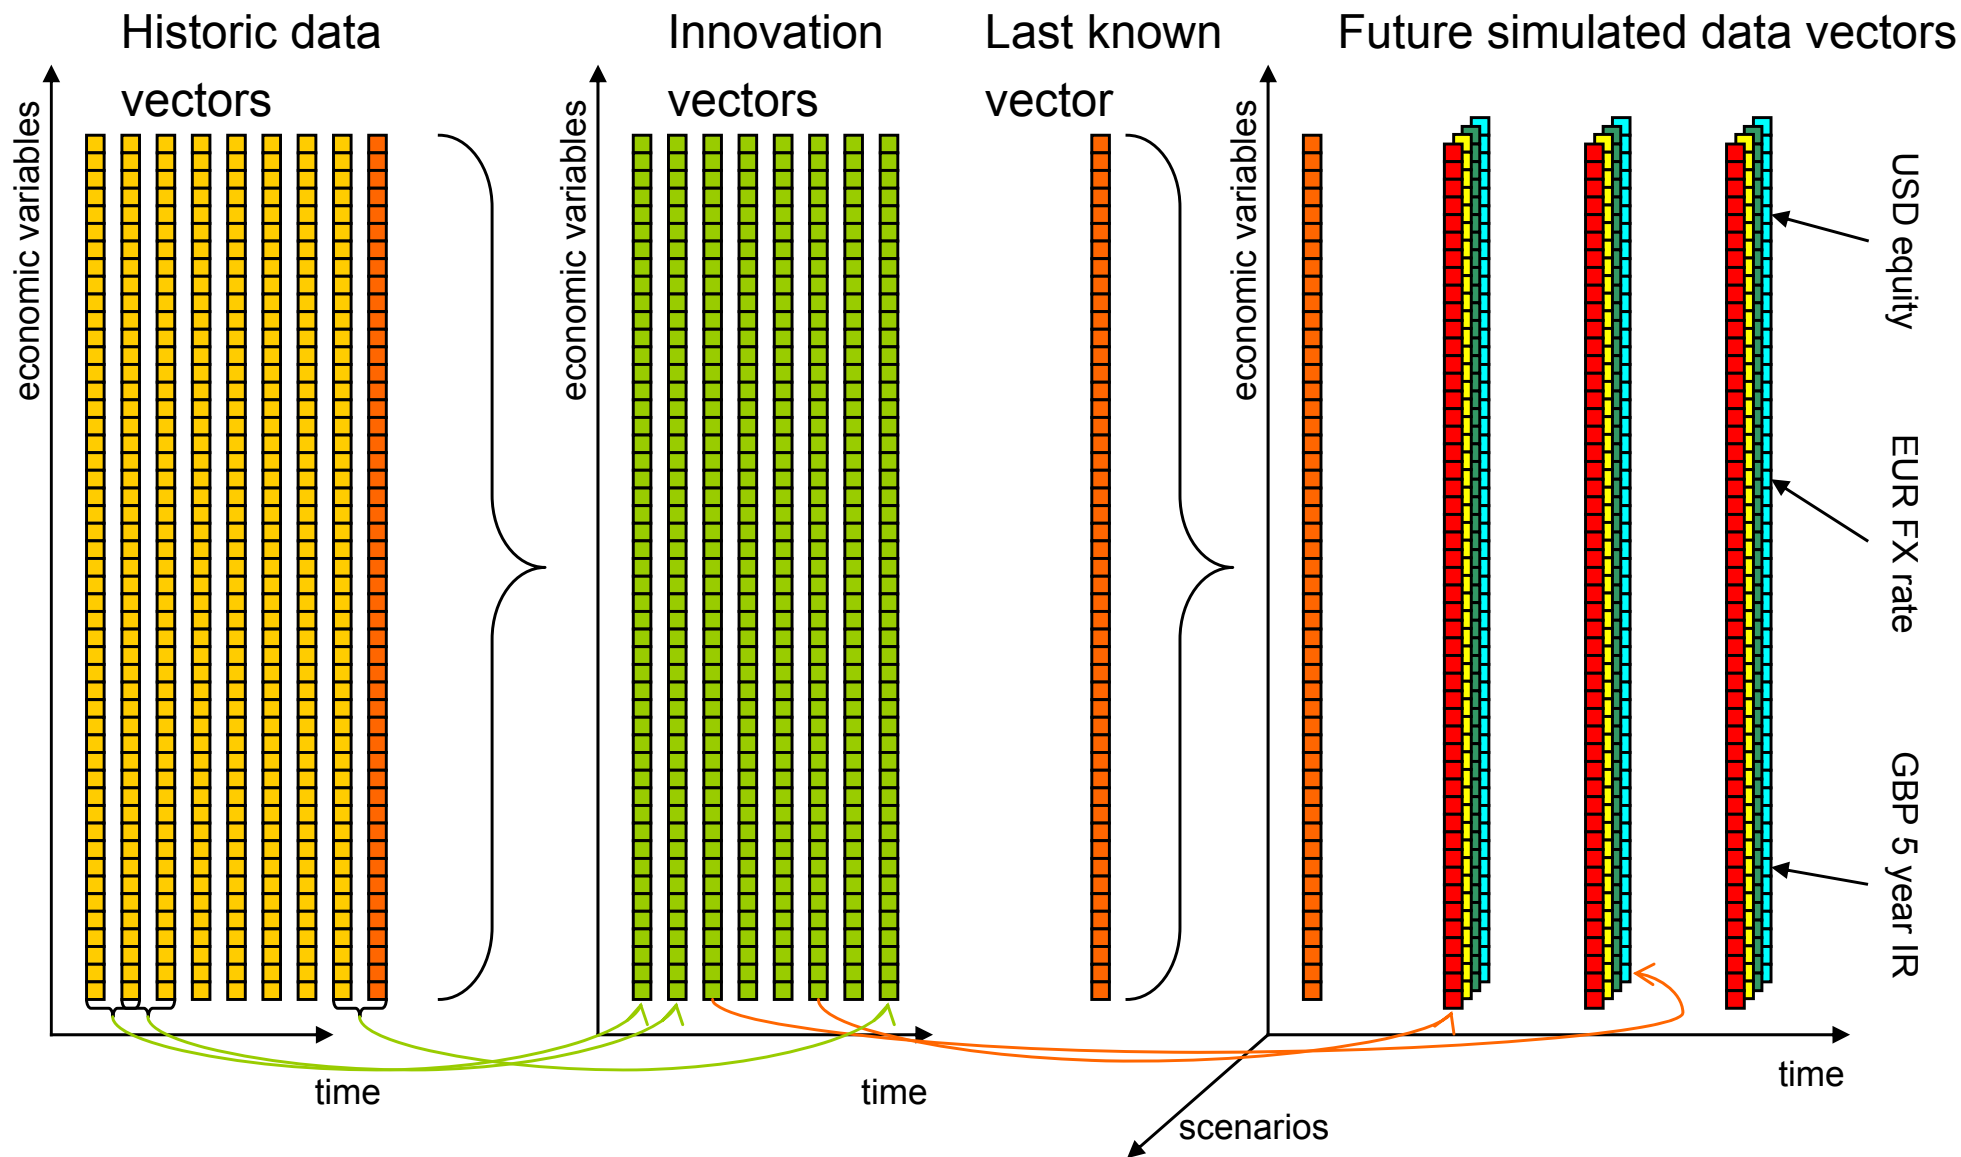 Historic data
vectors
Innovation
vectors
Last known
vector
Future simulated data vectors
economic variables
economic variables
economic variables
USD equity
EUR FX rate
GBP 5 year IR
time
time
time
scenarios